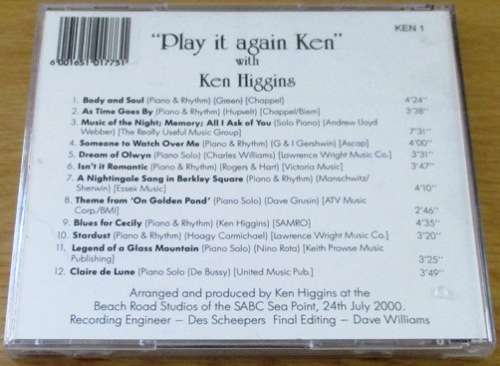 "Play it again Ken"
KEN 1
with
Ken Higgins
6 001651 017751
1. Body and Soul (Piano & Rhythm) (Green) [Chappel] 4'24"
2. As Time Goes By (Piano & Rhythm) (Hupvelt) [Chappel/Biem] 3'28"
3. Music of the Night; Memory; All I Ask of You (Solo Piano) (Andrew Lloyd
Webber) [The Really Useful Music Group] 7'31"
4. Someone to Watch Over Me (Piano & Rhythm) (G & I Gershwin) [Ascap] 4'00"
5. Dream of Olwyn (Piano Solo) (Charles Williams) [Lawrence Wright Music Co.] 3'31"
6. Isn't it Romantic (Piano & Rhythm) (Rogers & Hart) [Victoria Music] 3'47"
7. A Nightingale Sang in Berkley Square (Piano & Rhythm) (Manschwitz/
Sherwin) [Essex Music] 4'10"
8. Theme from 'On Golden Pond' (Piano Solo) (Dave Grusin) [ATV
Music Corp/BMI] 2'46"
9. Blues for Cecily (Piano & Rhythm) (Ken Higgins) [SAMRO] 4'35"
10. Stardust (Piano & Rhythm) (Hoagy Carmichael) [Lawrence Wright Music Co.] 3'20"
11. Legend of a Glass Mountain (Piano Solo) (Nino Rota) [Keith Prowse Music
Publishing] 3'25"
12. Claire de Lune (Piano Solo) (De Bussy) [United Music Pub.] 3'49"
Arranged and produced by Ken Higgins at the
Beach Road Studios of the SABC Sea Point, 24th July 2000.
Recording Engineer – Des Scheepers Final Editing – Dave Williams